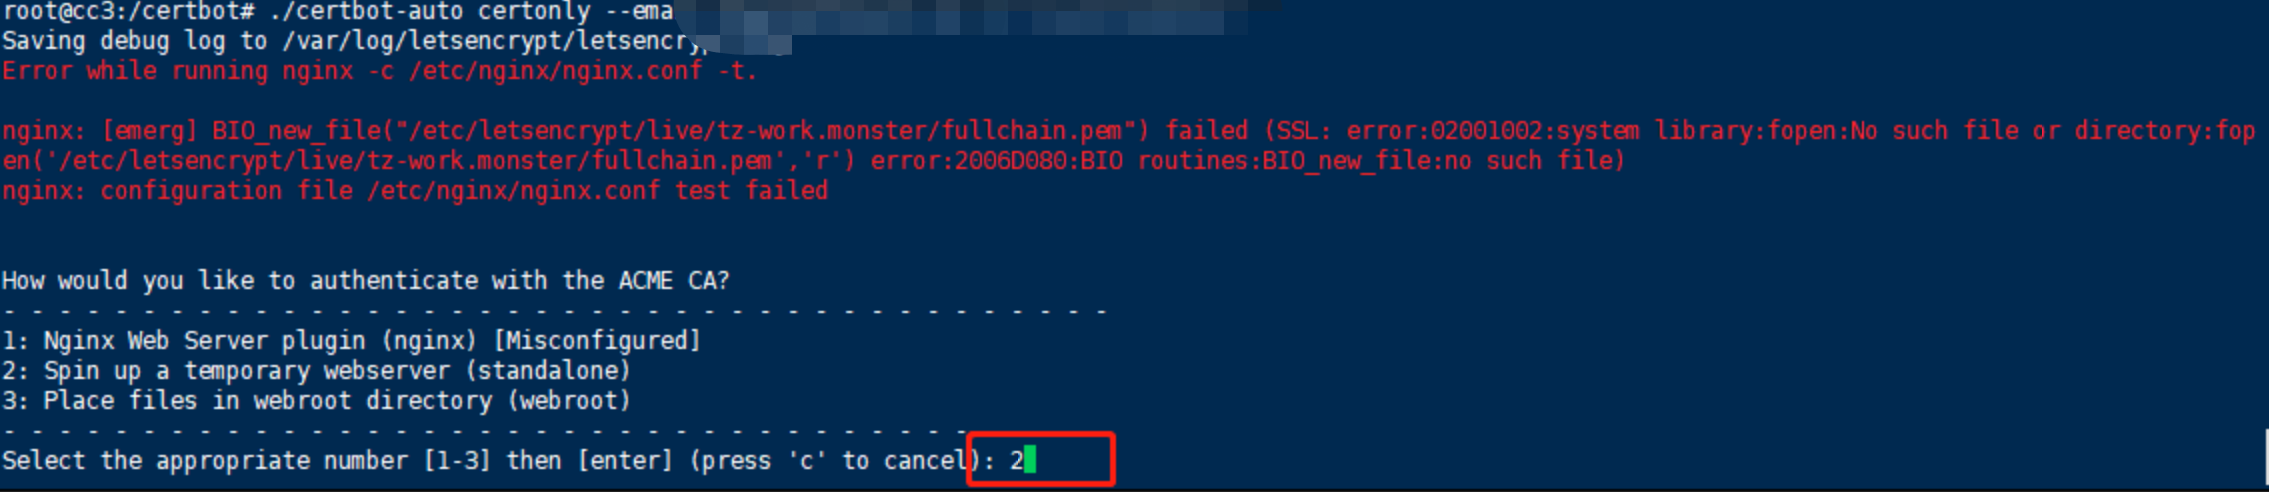 root@cc3:/certbot# ./certbot-auto certonly --ema
Saving debug log to /var/log/letsencrypt/letsencry
Error while running nginx -c /etc/nginx/nginx.conf -t.
nginx: [emerg] BIO_new_file("/etc/letsencrypt/live/tz-work.monster/fullchain.pem") failed (SSL: error:02001002:system library:fopen:No such file or directory:fop
en('/etc/letsencrypt/live/tz-work.monster/fullchain.pem','r') error:2006D080:BIO routines:BIO_new_file:no such file)
nginx: configuration file /etc/nginx/nginx.conf test failed
How would you like to authenticate with the ACME CA?
- - - - - - - - - - - - - - - - - - - - - - - - - - - - - - - - - - - - - - - -
1: Nginx Web Server plugin (nginx) [Misconfigured]
2: Spin up a temporary webserver (standalone)
3: Place files in webroot directory (webroot)
- - - - - - - - - - - - - - - - - - - - - - - - - - - - - - - - - - -
Select the appropriate number [1-3] then [enter] (press 'c' to cancel): 2